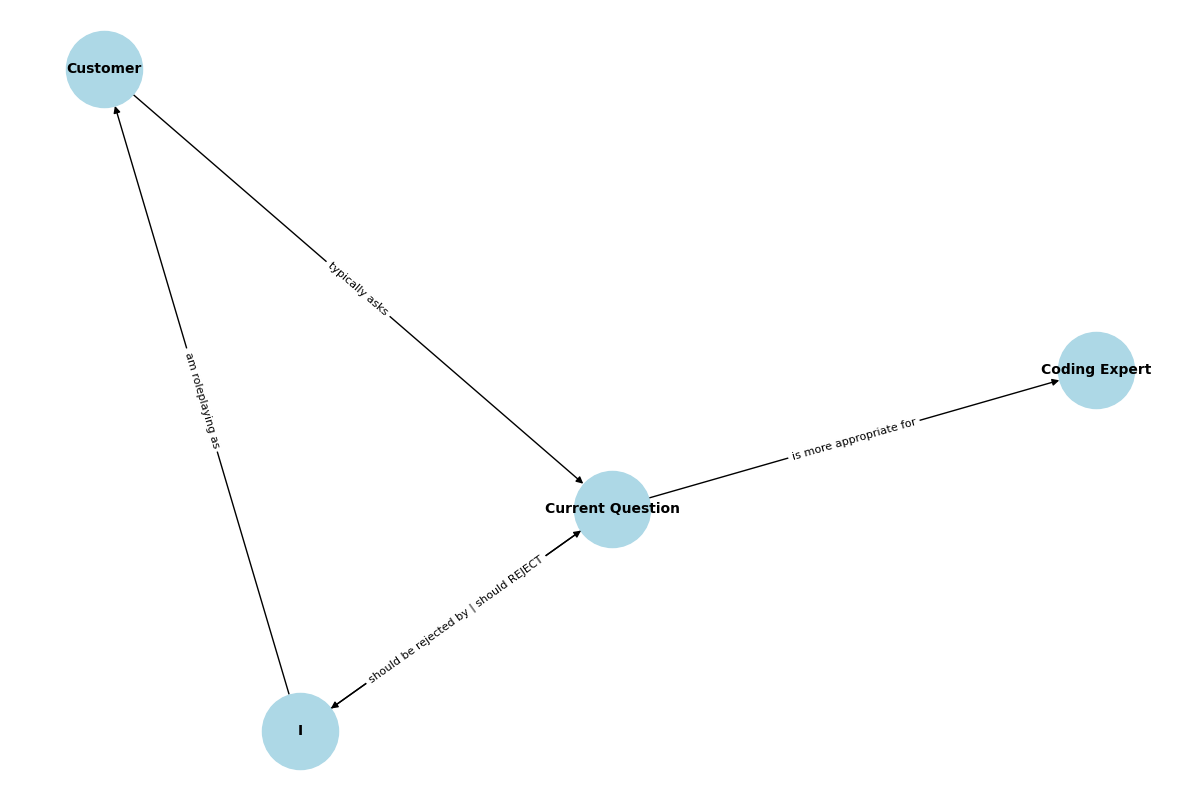 Customer
typically asks
am roleplaying as
Coding Expert
is more appropriate for
Current Question
should be rejected by | should REJECT
I